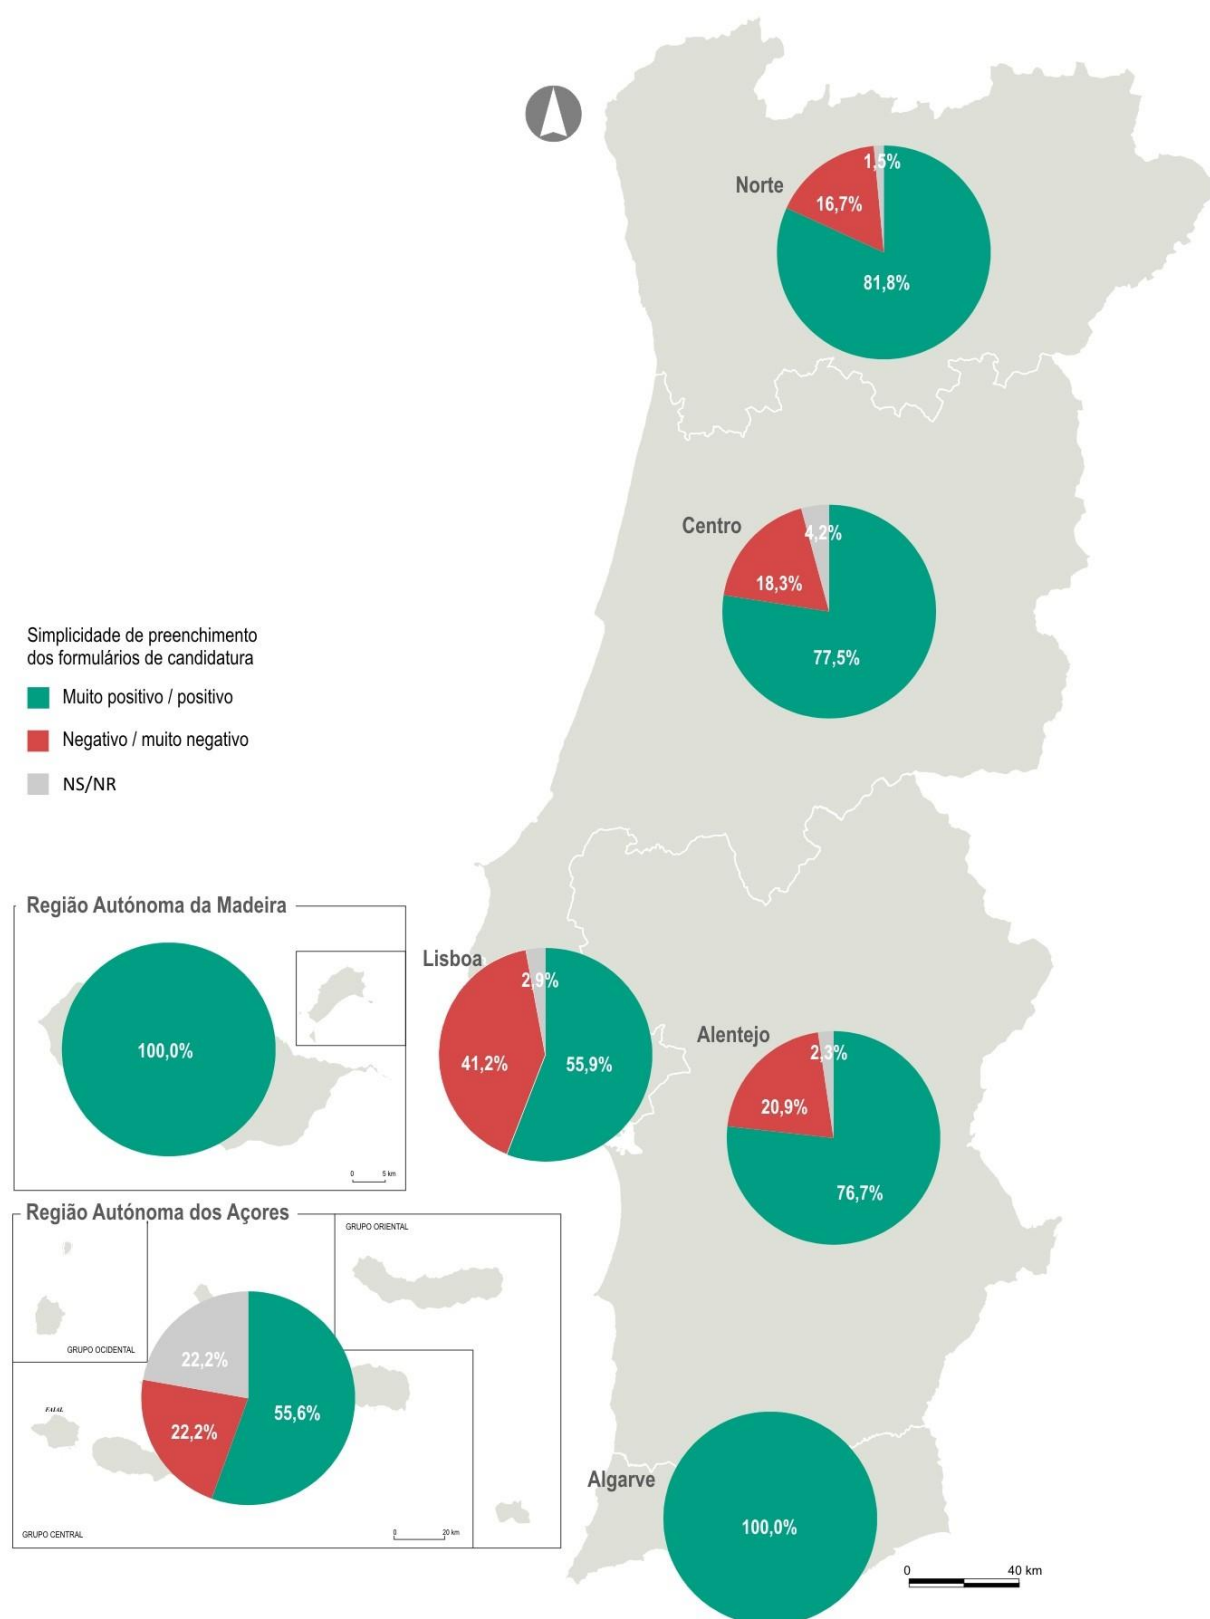 Norte
1,5%
16,7%
81,8%
Centro
4,2%
18,3%
77,5%
Simplicidade de preenchimento
dos formulários de candidatura
Muito positivo / positivo
Negativo / muito negativo
NS/NR
Região Autónoma da Madeira
100,0%
0 5 km
Lisboa
2,9%
41,2%
55,9%
Alentejo
2,3%
20,9%
76,7%
Região Autónoma dos Açores
GRUPO ORIENTAL
GRUPO OCIDENTAL
22,2%
55,6%
22,2%
FAIAL
GRUPO CENTRAL
0 20 km
Algarve
100,0%
0 40 km